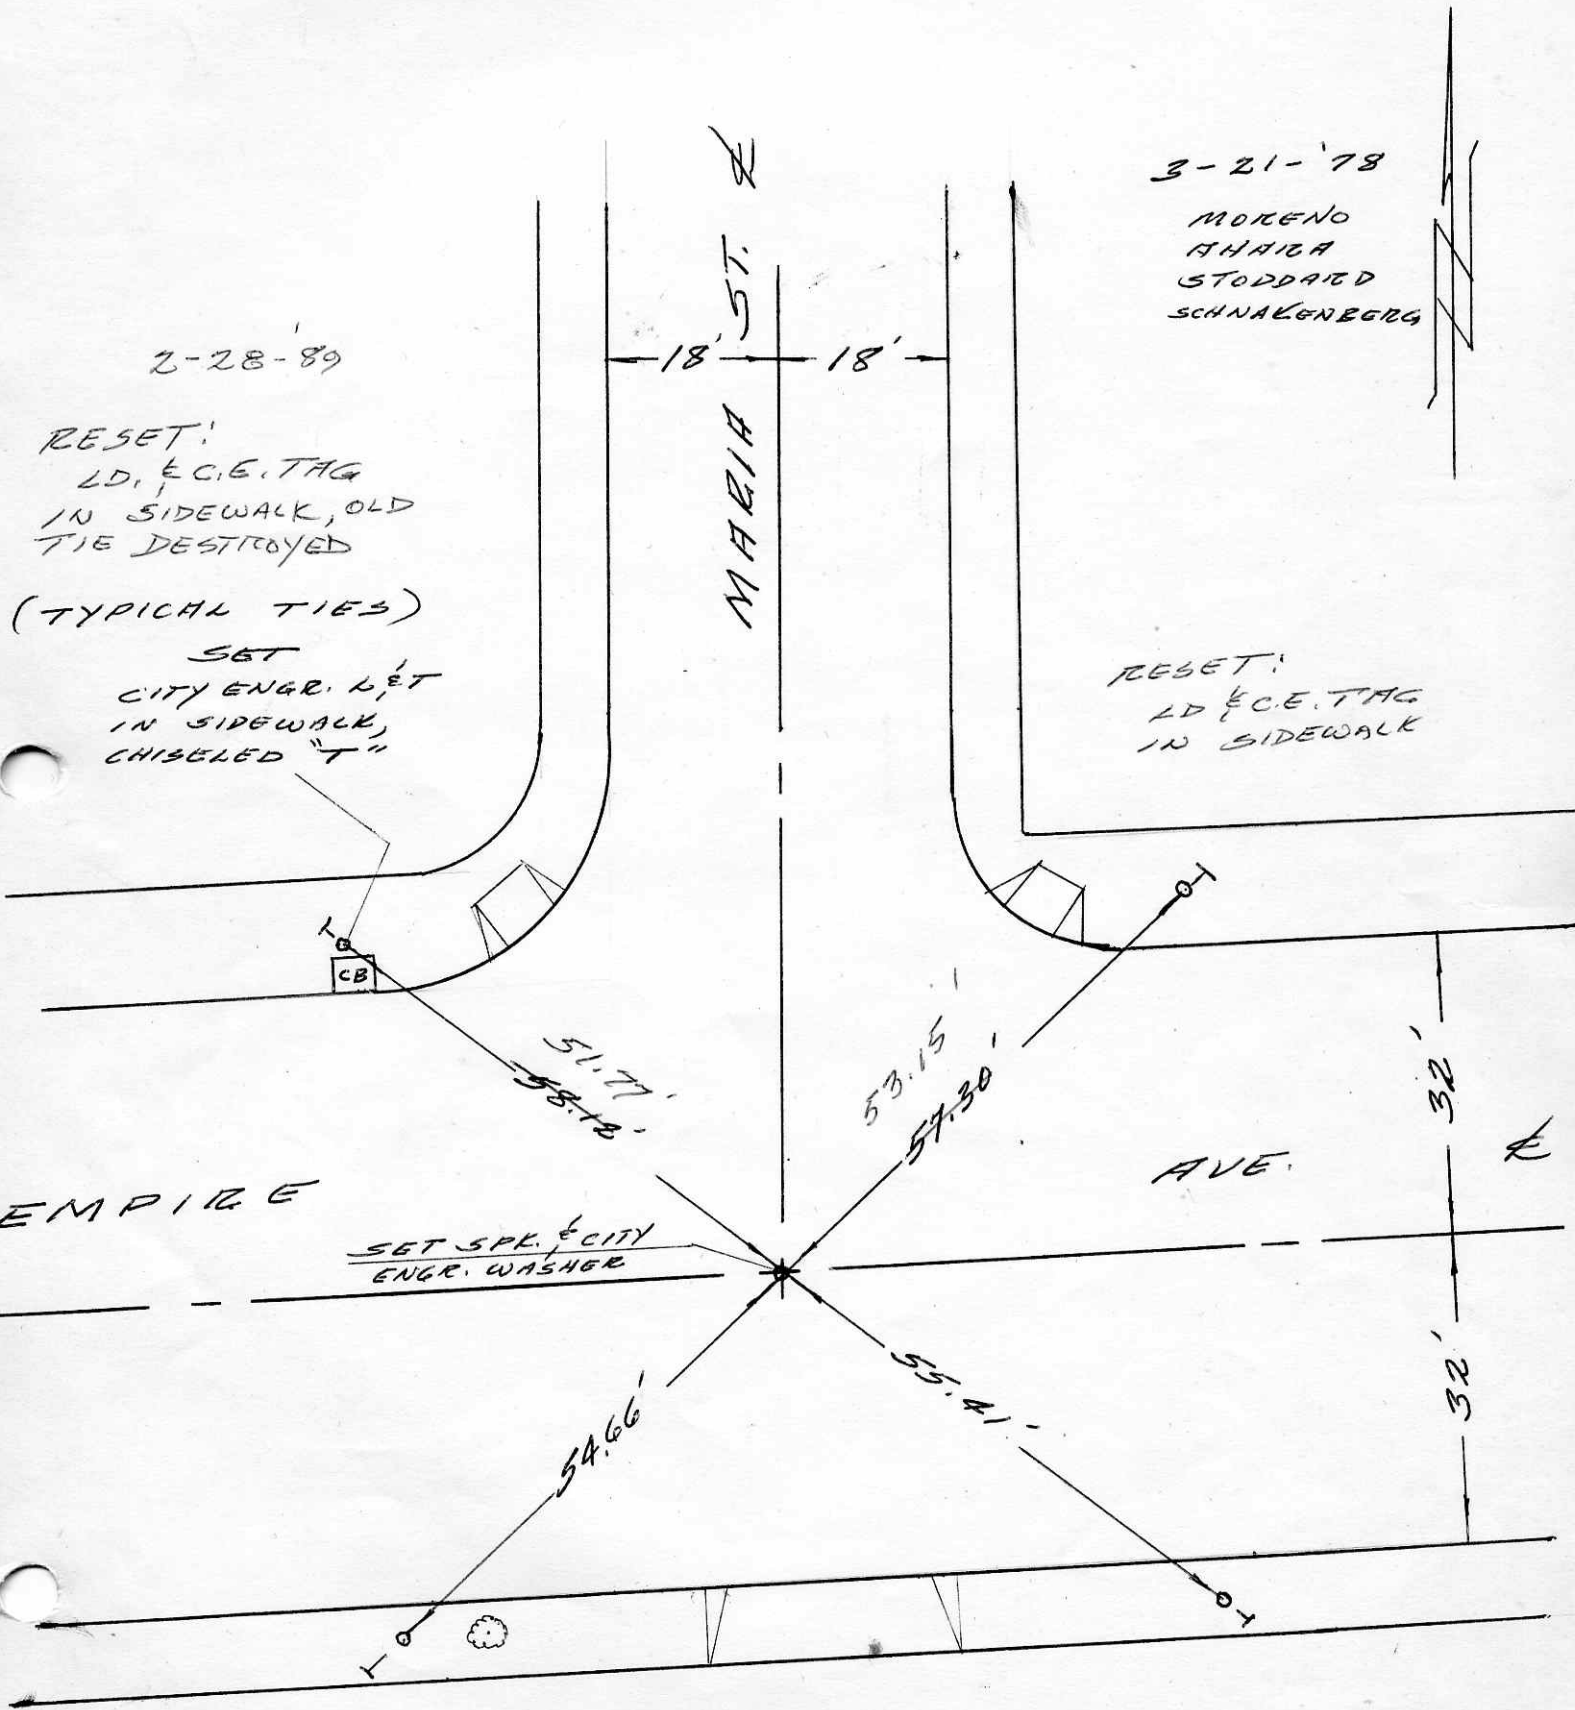 3-21-'78
MORENO
AHARA
STODDARD
SCHNAKENBERG
MARIA ST. ℄
18' 18'
2-28-'89
RESET:
LD. & C.E. TAG
IN SIDEWALK, OLD
TIE DESTROYED
(TYPICAL TIES)
SET
CITY ENGR. L&T
IN SIDEWALK,
CHISELED "T"
RESET:
LD & C.E. TAG
IN SIDEWALK
T
T
CB
51.77'
58.12'
53.15'
57.30'
32'
EMPIRE AVE. ℄
SET SPK. & CITY
ENGR. WASHER
54.66'
55.41'
32'
T
T